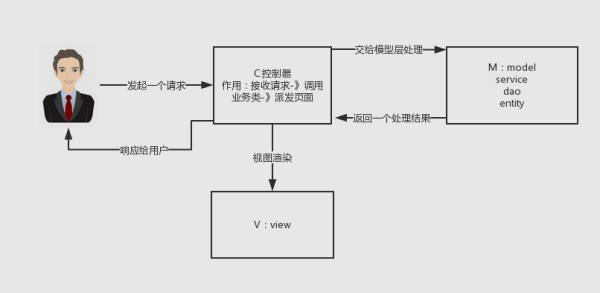 交给模型层处理
C控制器
作用：接收请求-》调用
业务类-》派发页面
M：model
service
dao
entity
发起一个请求
返回一个处理结果
响应给用户
视图渲染
V：view